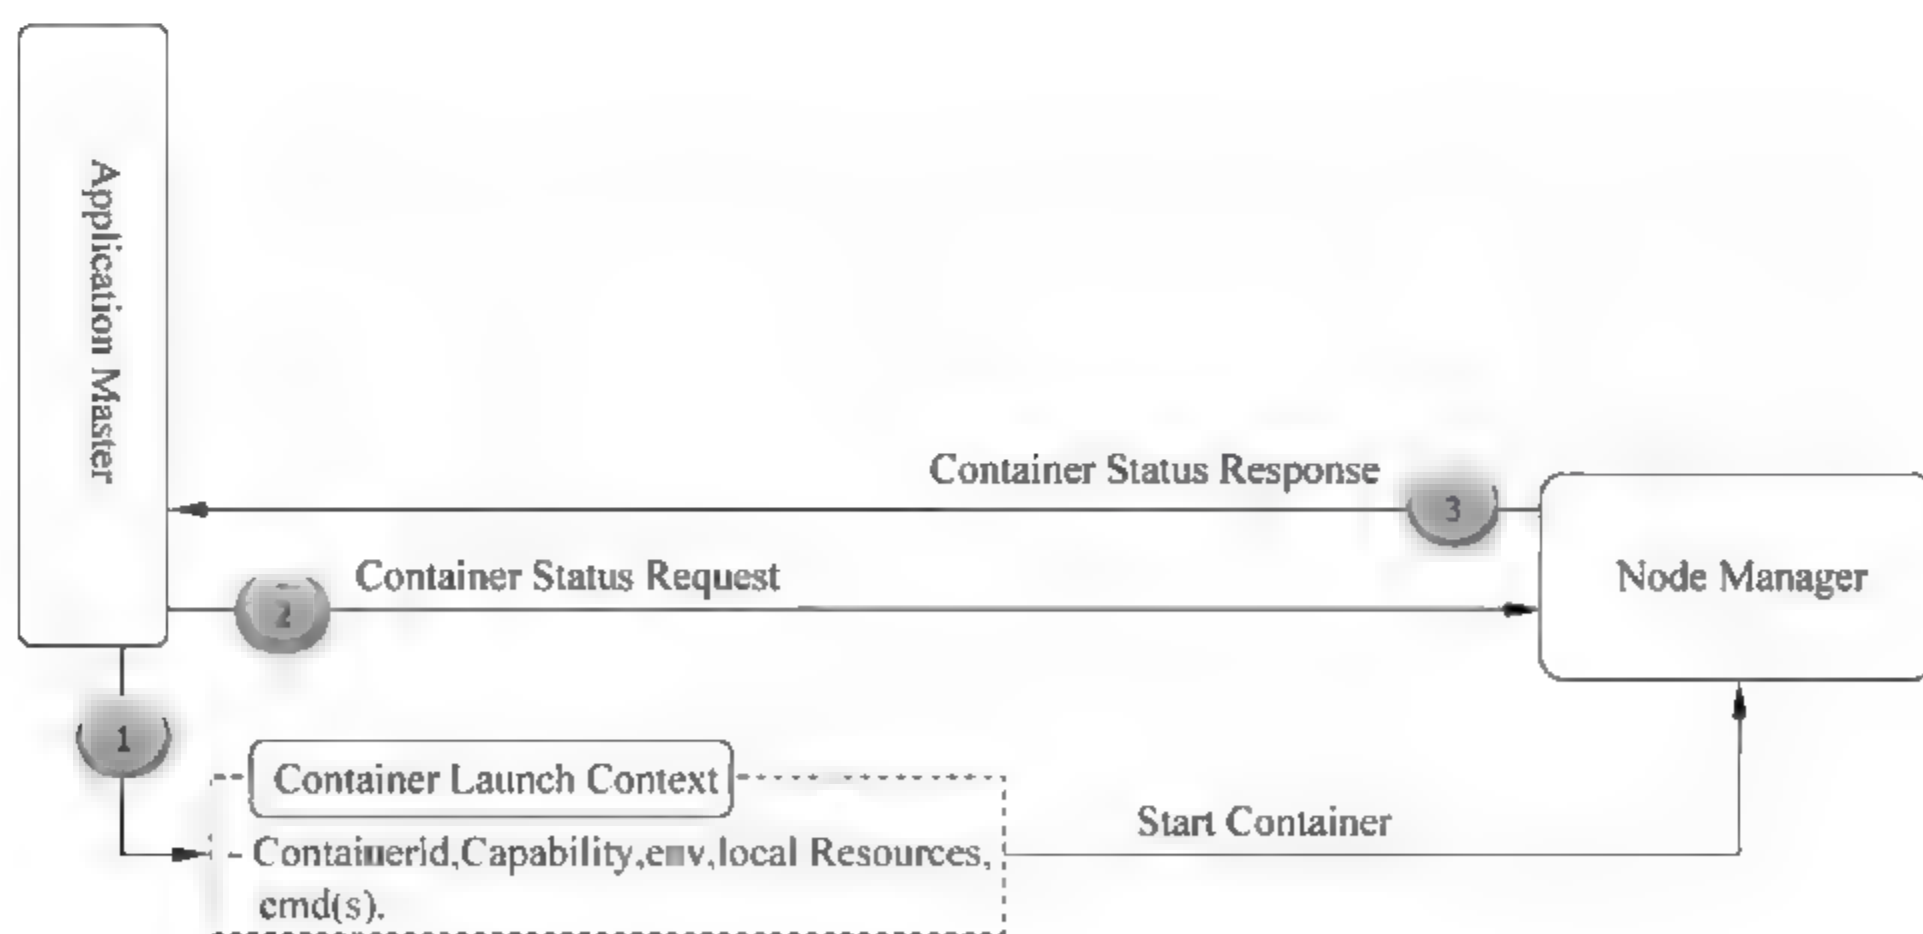 Application Master
Container Status Response
3
Container Status Request
2
Node Manager
1
Container Launch Context
- ContainerId,Capability,env,local Resources,
cmd(s).
Start Container